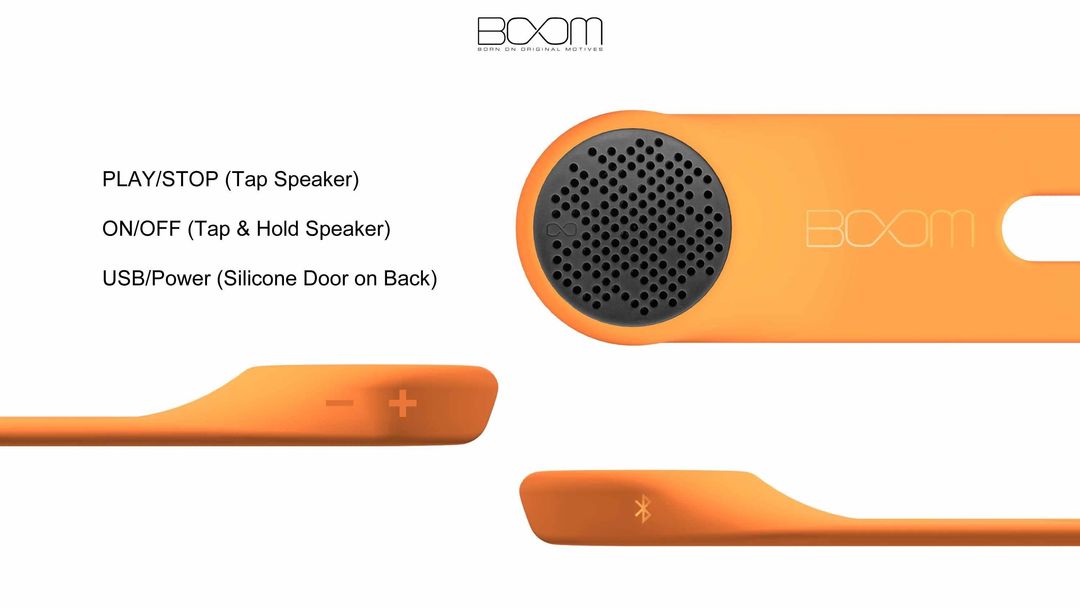 BOOM
BORN ON ORIGINAL MOTIVES
PLAY/STOP (Tap Speaker)
ON/OFF (Tap & Hold Speaker)
USB/Power (Silicone Door on Back)
BOOM
− +